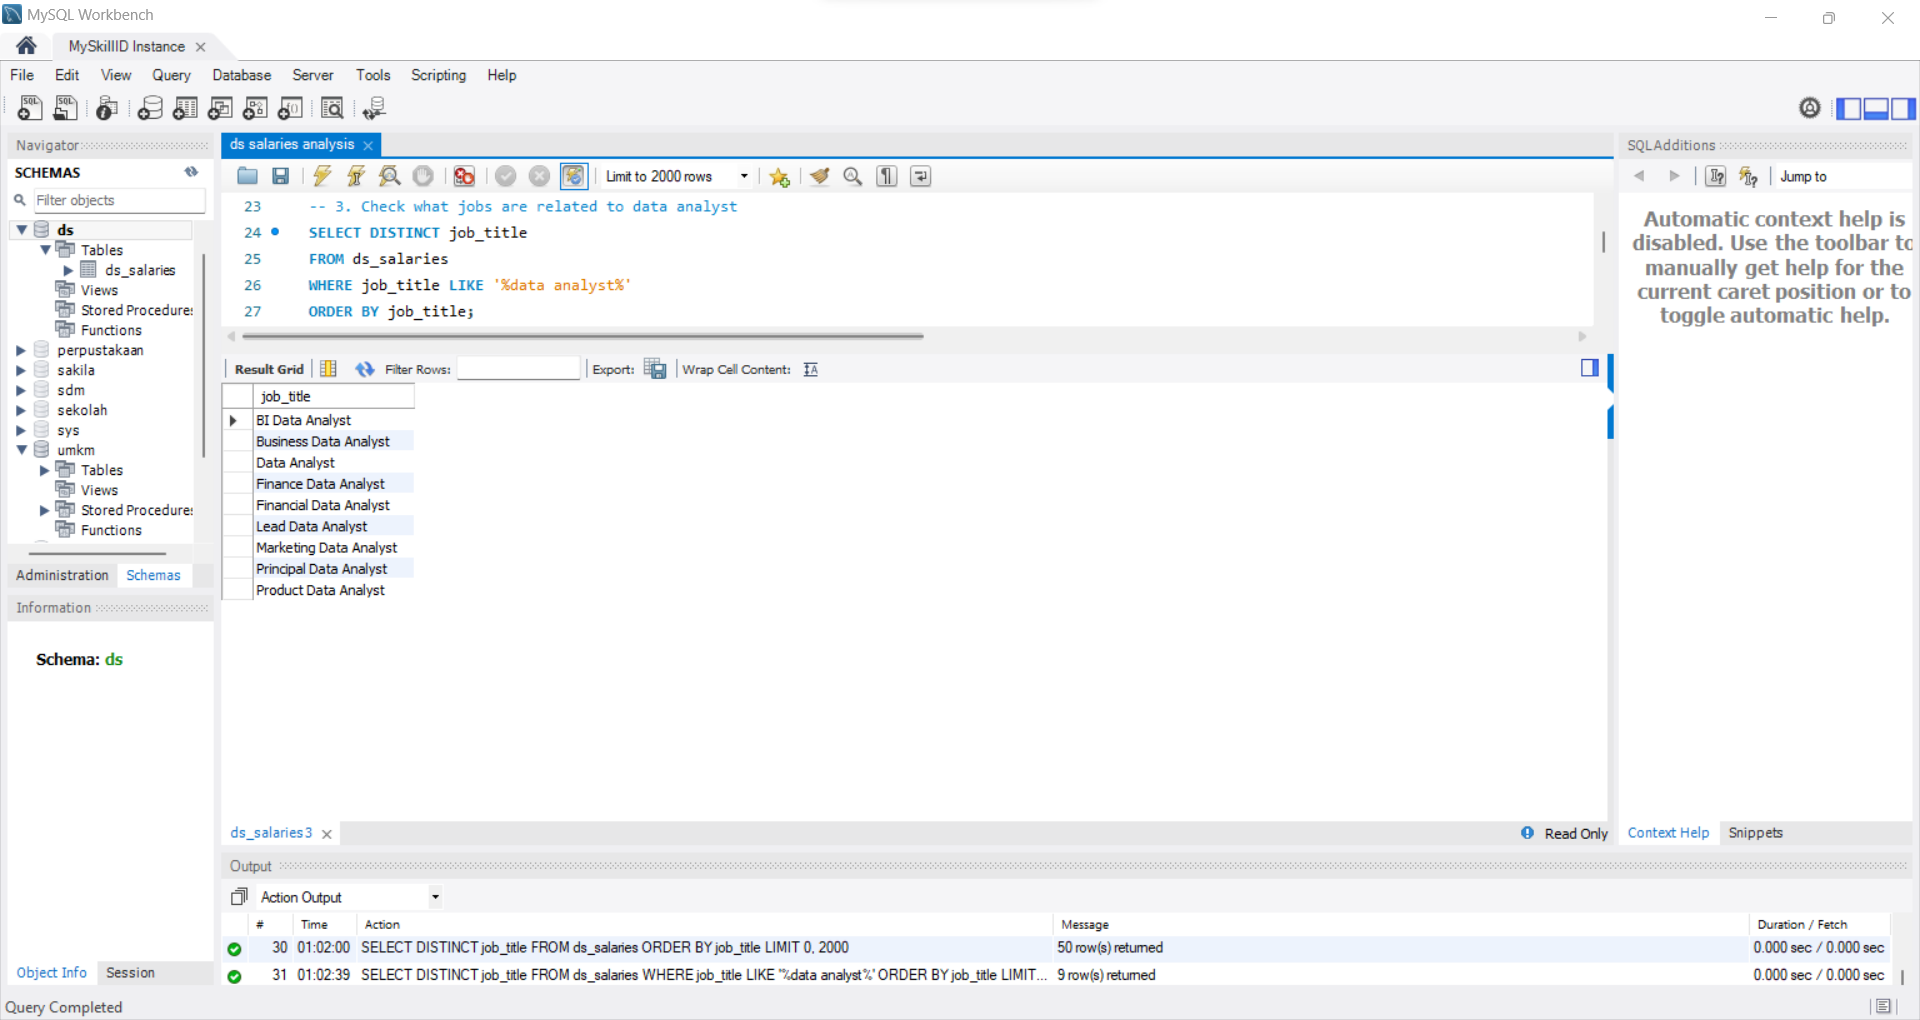 MySQL Workbench
MySkillID Instance
File Edit View Query Database Server Tools Scripting Help
Navigator
SCHEMAS
Filter objects
ds
Tables
ds_salaries
Views
Stored Procedures
Functions
perpustakaan
sakila
sdm
sekolah
sys
umkm
Tables
Views
Stored Procedures
Functions
Administration Schemas
Information
Schema: ds
Object Info Session
Query Completed
ds salaries analysis
Limit to 2000 rows
23 -- 3. Check what jobs are related to data analyst
24 SELECT DISTINCT job_title
25 FROM ds_salaries
26 WHERE job_title LIKE '%data analyst%'
27 ORDER BY job_title;
Result Grid Filter Rows: Export: Wrap Cell Content:
job_title
BI Data Analyst
Business Data Analyst
Data Analyst
Finance Data Analyst
Financial Data Analyst
Lead Data Analyst
Marketing Data Analyst
Principal Data Analyst
Product Data Analyst
ds_salaries 3
Read Only
Output
Action Output
# Time Action Message Duration / Fetch
30 01:02:00 SELECT DISTINCT job_title FROM ds_salaries ORDER BY job_title LIMIT 0, 2000 50 row(s) returned 0.000 sec / 0.000 sec
31 01:02:39 SELECT DISTINCT job_title FROM ds_salaries WHERE job_title LIKE '%data analyst%' ORDER BY job_title LIMIT... 9 row(s) returned 0.000 sec / 0.000 sec
SQLAdditions
Jump to
Automatic context help is
disabled. Use the toolbar to
manually get help for the
current caret position or to
toggle automatic help.
Context Help Snippets